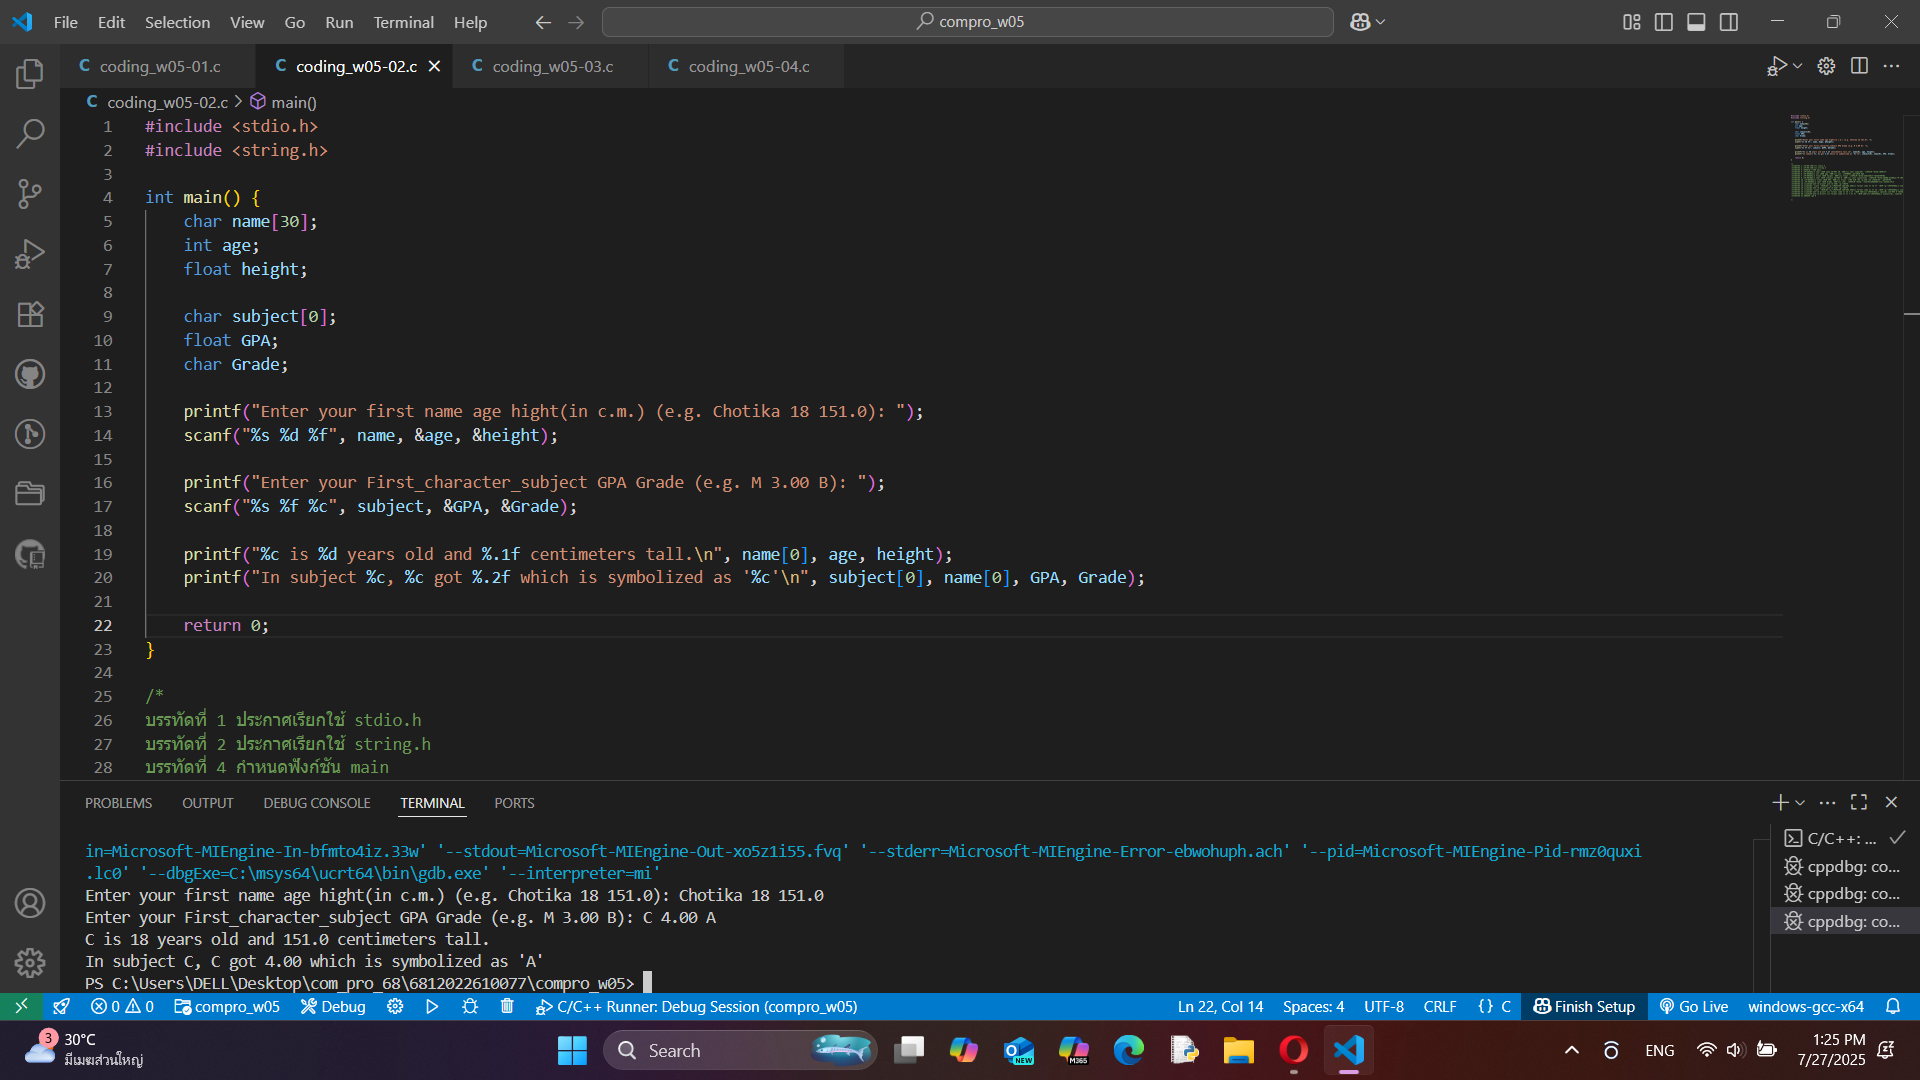 File Edit Selection View Go Run Terminal Help
compro_w05
coding_w05-01.c
coding_w05-02.c
coding_w05-03.c
coding_w05-04.c
coding_w05-02.c > main()
1 #include <stdio.h>
2 #include <string.h>
3
4 int main() {
5 char name[30];
6 int age;
7 float height;
8
9 char subject[0];
10 float GPA;
11 char Grade;
12
13 printf("Enter your first name age hight(in c.m.) (e.g. Chotika 18 151.0): ");
14 scanf("%s %d %f", name, &age, &height);
15
16 printf("Enter your First_character_subject GPA Grade (e.g. M 3.00 B): ");
17 scanf("%s %f %c", subject, &GPA, &Grade);
18
19 printf("%c is %d years old and %.1f centimeters tall.\n", name[0], age, height);
20 printf("In subject %c, %c got %.2f which is symbolized as '%c'\n", subject[0], name[0], GPA, Grade);
21
22 return 0;
23 }
24
25 /*
26 บรรทัดที่ 1 ประกาศเรียกใช้ stdio.h
27 บรรทัดที่ 2 ประกาศเรียกใช้ string.h
28 บรรทัดที่ 4 กำหนดฟังก์ชัน main
PROBLEMS OUTPUT DEBUG CONSOLE TERMINAL PORTS
C/C++: ...
cppdbg: co...
cppdbg: co...
cppdbg: co...
in=Microsoft-MIEngine-In-bfmto4iz.33w' '--stdout=Microsoft-MIEngine-Out-xo5z1i55.fvq' '--stderr=Microsoft-MIEngine-Error-ebwohuph.ach' '--pid=Microsoft-MIEngine-Pid-rmz0quxi
.lc0' '--dbgExe=C:\msys64\ucrt64\bin\gdb.exe' '--interpreter=mi'
Enter your first name age hight(in c.m.) (e.g. Chotika 18 151.0): Chotika 18 151.0
Enter your First_character_subject GPA Grade (e.g. M 3.00 B): C 4.00 A
C is 18 years old and 151.0 centimeters tall.
In subject C, C got 4.00 which is symbolized as 'A'
PS C:\Users\DELL\Desktop\com_pro_68\6812022610077\compro_w05>
0 0 compro_w05 Debug C/C++ Runner: Debug Session (compro_w05) Ln 22, Col 14 Spaces: 4 UTF-8 CRLF {} C Finish Setup Go Live windows-gcc-x64
3 30°C
มีเมฆส่วนใหญ่
Search
NEW
M365
ENG
1:25 PM
7/27/2025